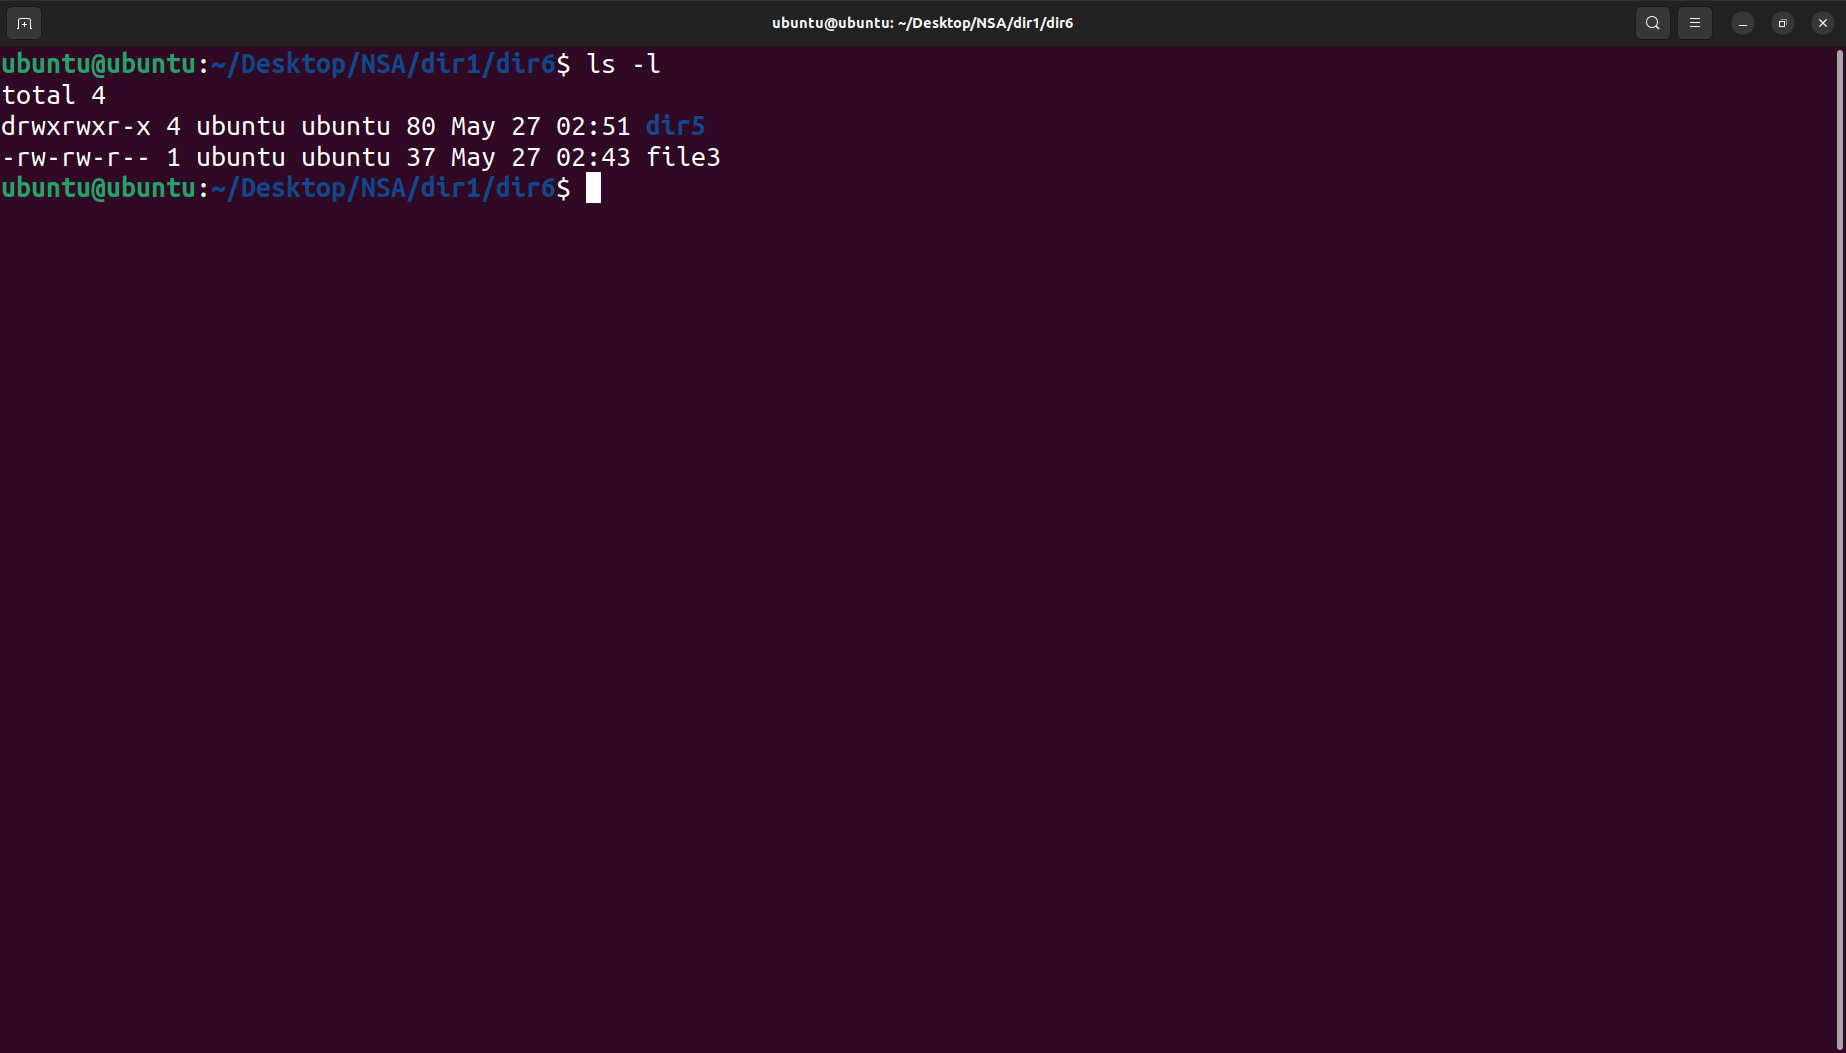 ubuntu@ubuntu: ~/Desktop/NSA/dir1/dir6
ubuntu@ubuntu:~/Desktop/NSA/dir1/dir6$ ls -l
total 4
drwxrwxr-x 4 ubuntu ubuntu 80 May 27 02:51 dir5
-rw-rw-r-- 1 ubuntu ubuntu 37 May 27 02:43 file3
ubuntu@ubuntu:~/Desktop/NSA/dir1/dir6$